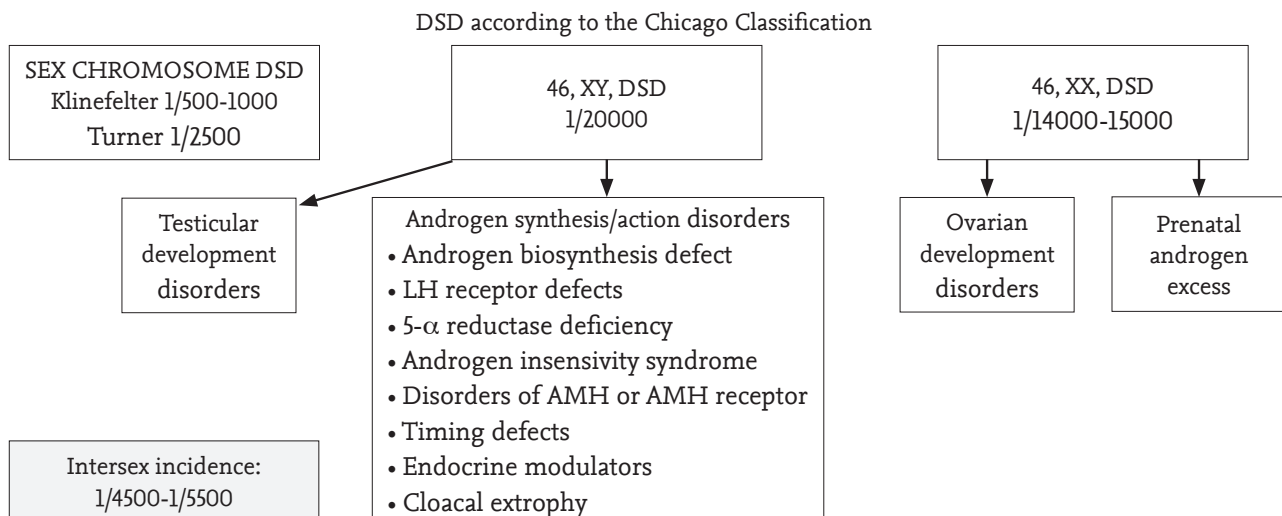 DSD according to the Chicago Classification
SEX CHROMOSOME DSD
Klinefelter 1/500-1000
Turner 1/2500
46, XY, DSD
1/20000
46, XX, DSD
1/14000-15000
Testicular
development
disorders
Androgen synthesis/action disorders
• Androgen biosynthesis defect
• LH receptor defects
• 5-α reductase deficiency
• Androgen insensivity syndrome
• Disorders of AMH or AMH receptor
• Timing defects
• Endocrine modulators
• Cloacal extrophy
Ovarian
development
disorders
Prenatal
androgen
excess
Intersex incidence:
1/4500-1/5500